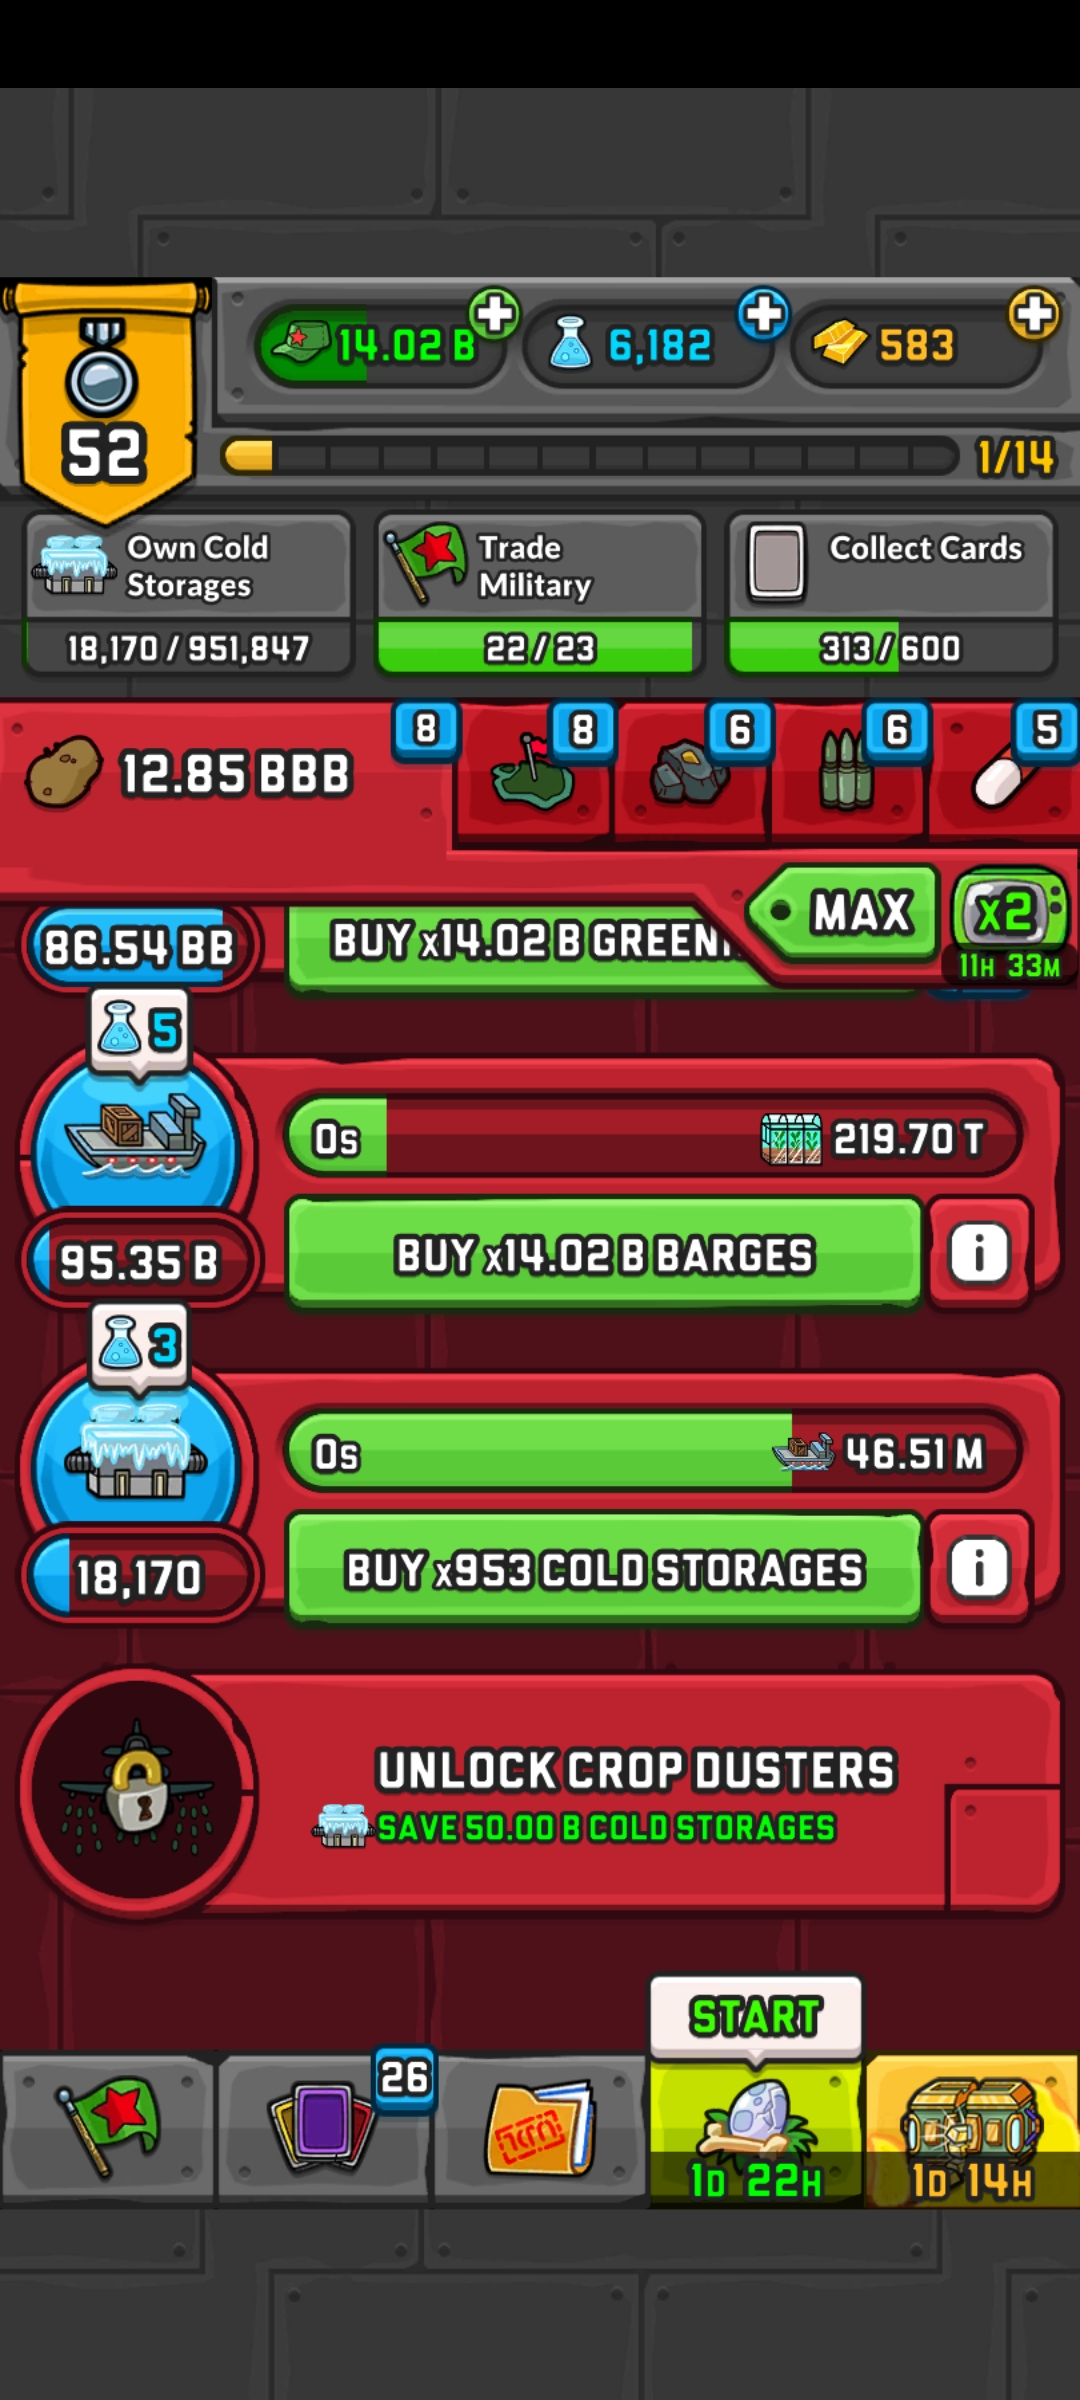 14.02 B
6,182
583
52
1/14
Own Cold
Storages
18,170 / 951,847
Trade
Military
22 / 23
Collect Cards
313 / 600
12.85 BBB
8
8
6
6
5
MAX
x2
11H 33M
86.54 BB
BUY x14.02 B
5
0s
219.70 T
95.35 B
BUY x14.02 B BARGES
i
3
0s
46.51 M
18,170
BUY x953 COLD STORAGES
i
UNLOCK CROP DUSTERS
SAVE 50.00 B COLD STORAGES
START
26
1D 22H
1D 14H